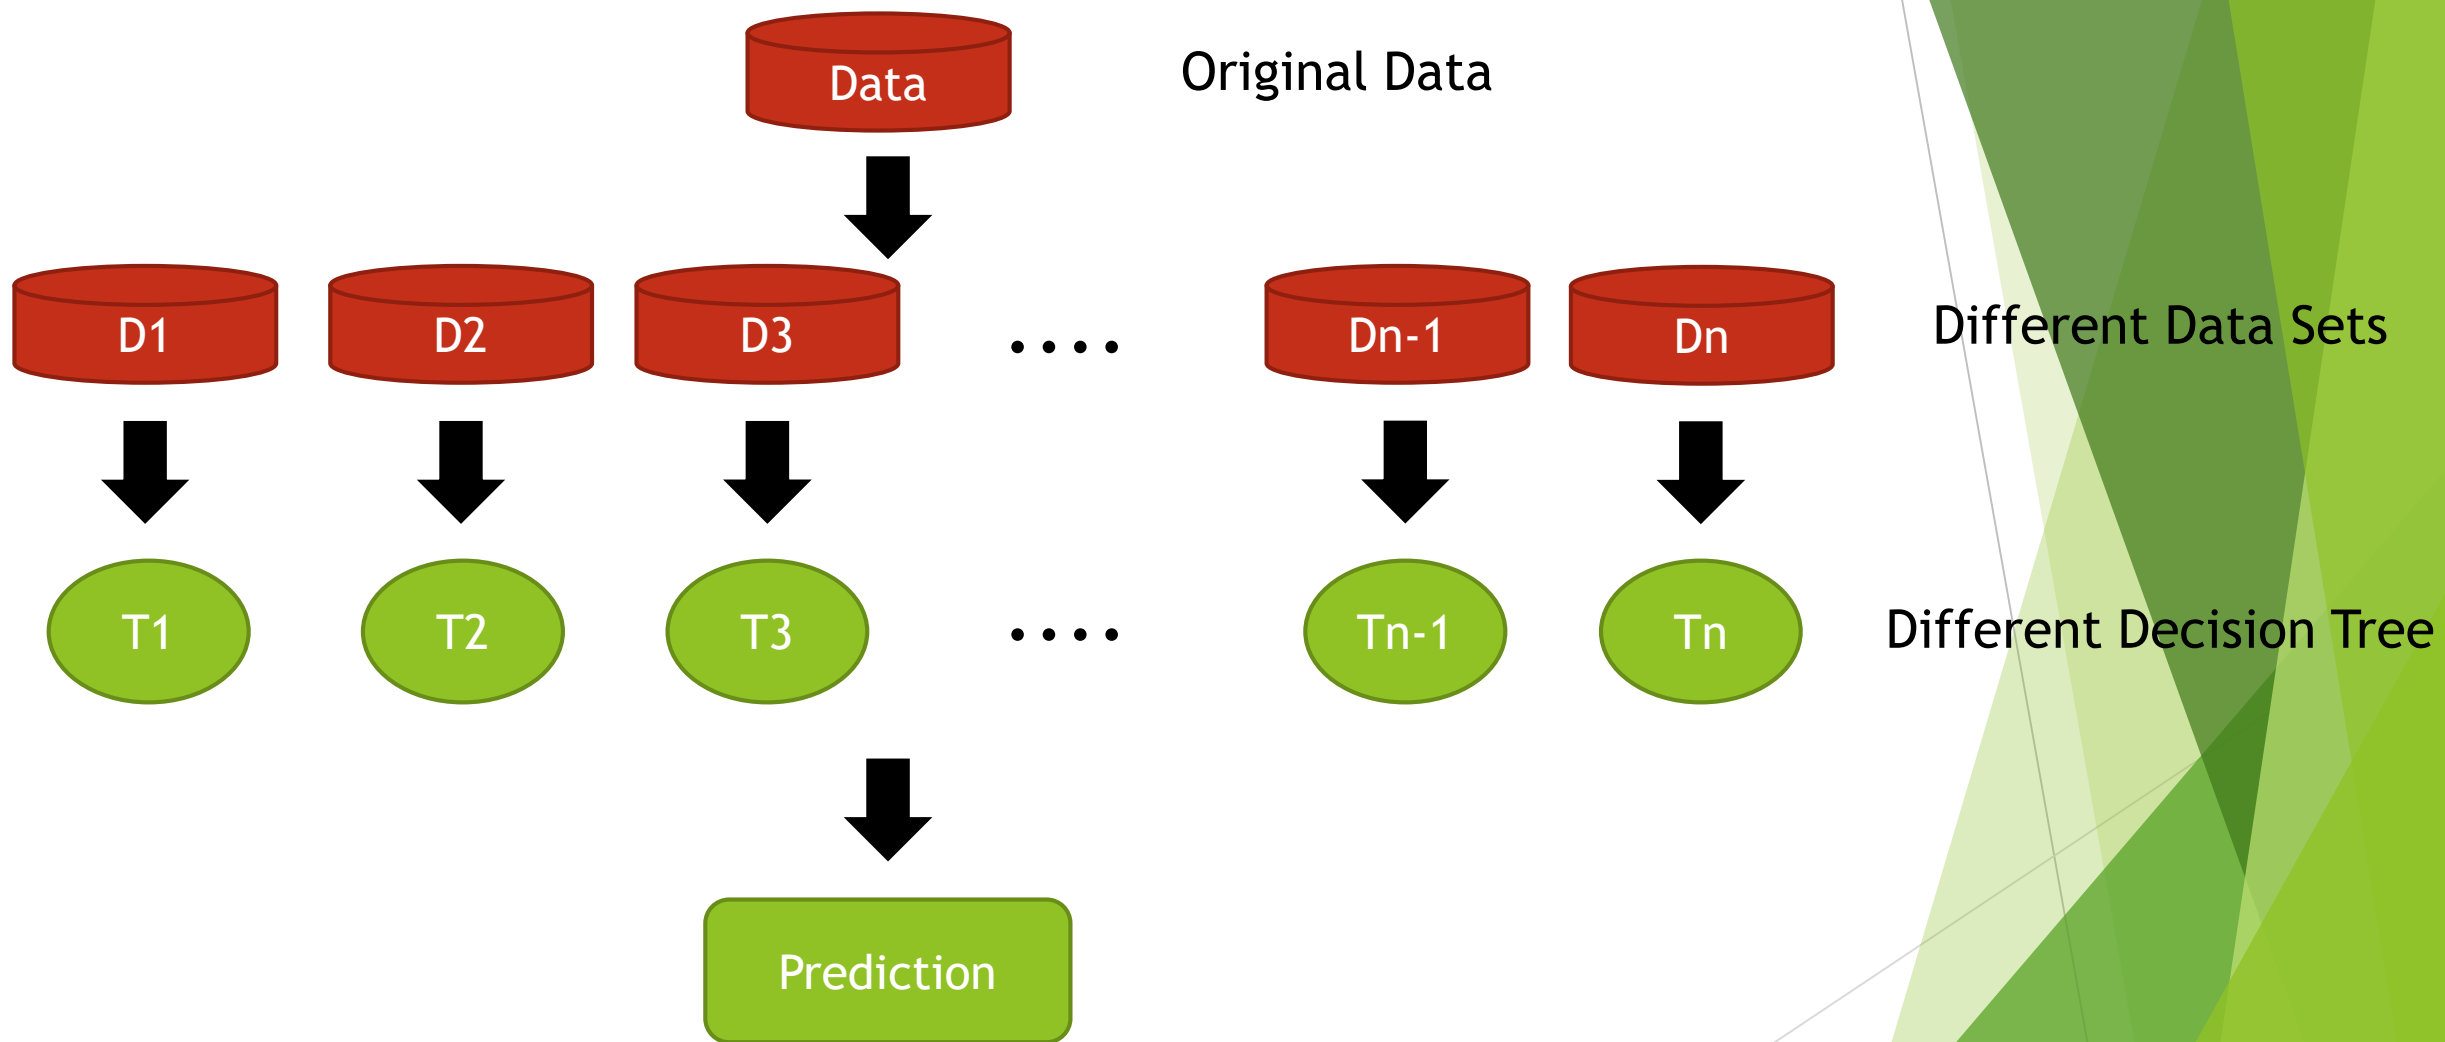 Data
Original Data
D1
D2
D3
....
Dn-1
Dn
Different Data Sets
T1
T2
T3
....
Tn-1
Tn
Different Decision Tree
Prediction